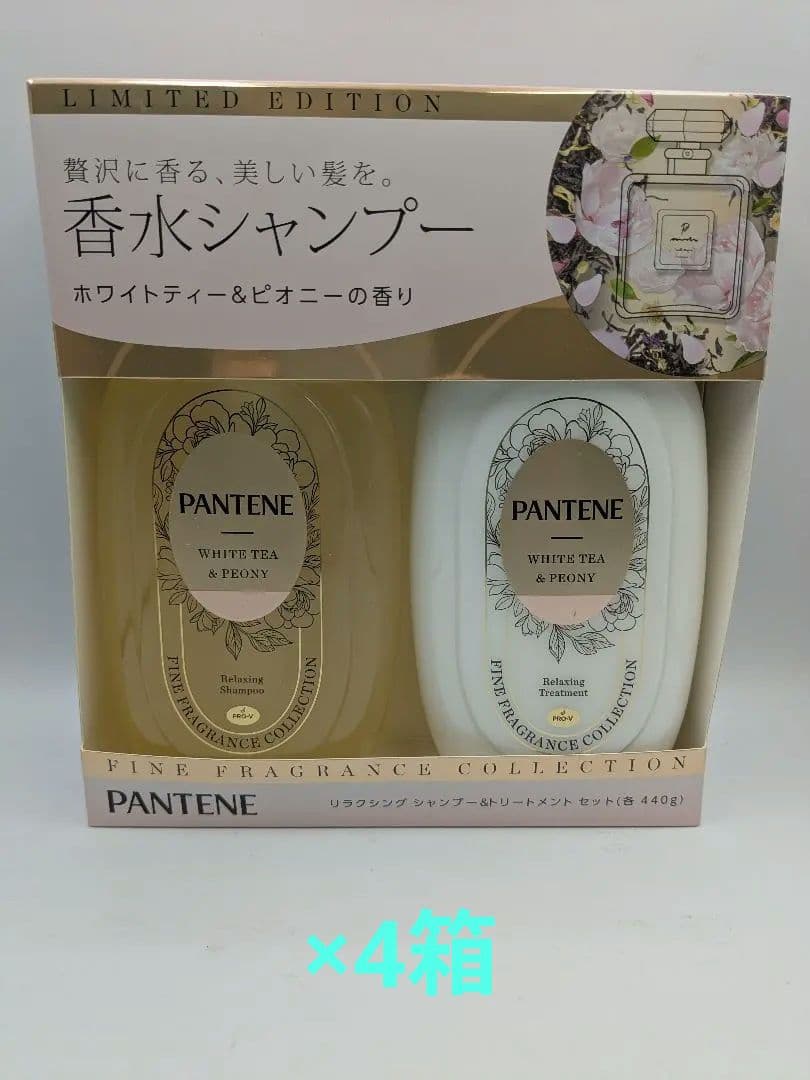 LIMITED EDITION
贅沢に香る、美しい髪を。
香水シャンプー
ホワイトティー&ピオニーの香り
PANTENE
WHITE TEA
& PEONY
Relaxing
Shampoo
PRO-V
FINE FRAGRANCE COLLECTION
PANTENE
WHITE TEA
& PEONY
Relaxing
Treatment
PRO-V
FINE FRAGRANCE COLLECTION
FINE FRAGRANCE COLLECTION
PANTENE
リラクシング シャンプー&トリートメント セット(各 440g)
×4箱